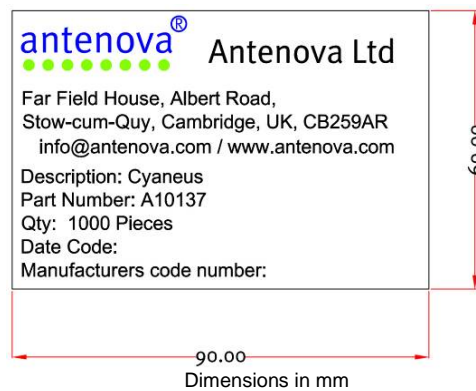 antenova®
Antenova Ltd
Far Field House, Albert Road,
Stow-cum-Quy, Cambridge, UK, CB259AR
info@antenova.com / www.antenova.com
Description: Cyaneus
Part Number: A10137
Qty: 1000 Pieces
Date Code:
Manufacturers code number:
60.00
90.00
Dimensions in mm